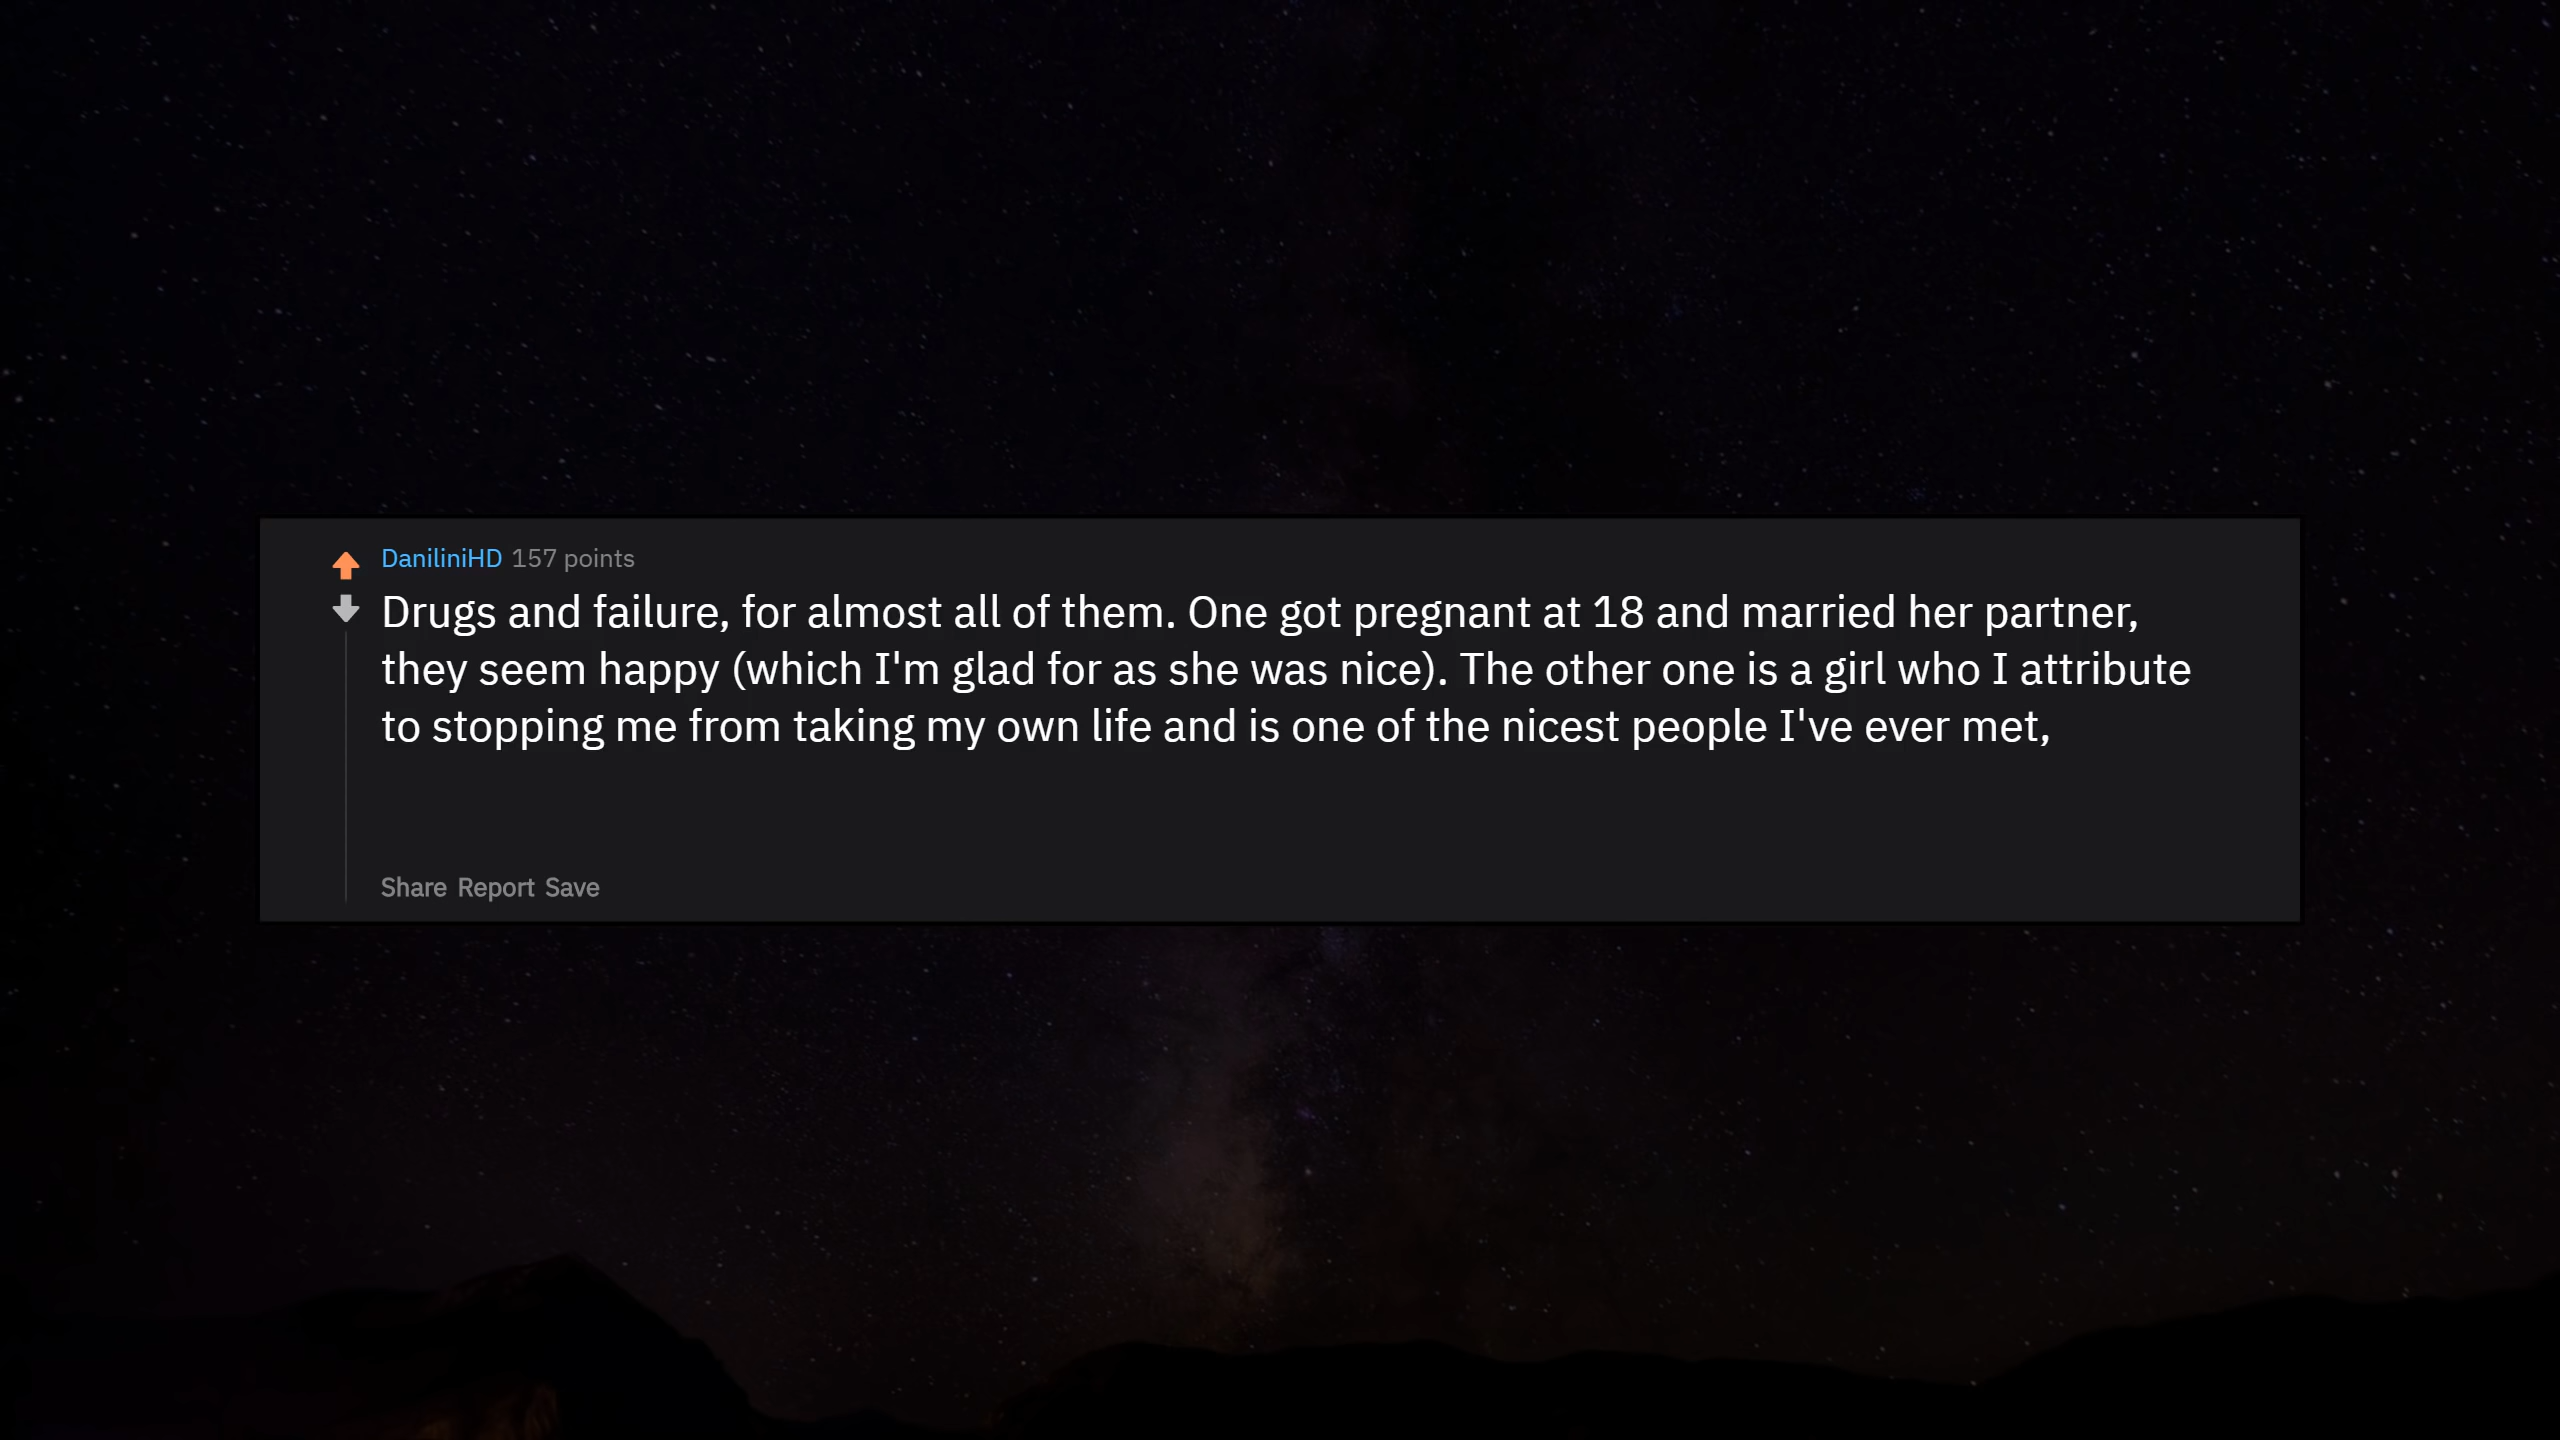 DaniliniHD 157 points
Drugs and failure, for almost all of them. One got pregnant at 18 and married her partner,
they seem happy (which I'm glad for as she was nice). The other one is a girl who I attribute
to stopping me from taking my own life and is one of the nicest people I've ever met,
Share Report Save